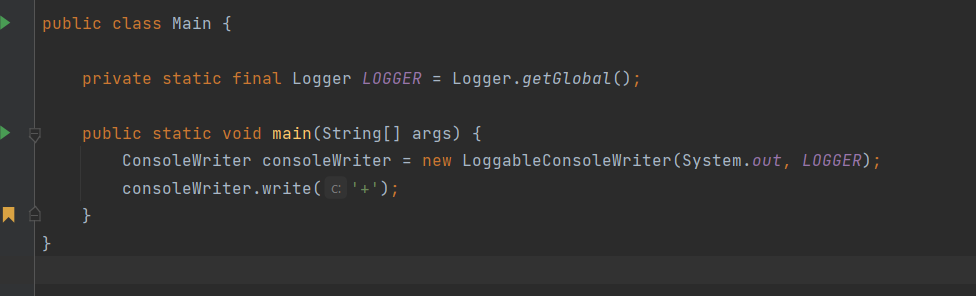 public class Main {
private static final Logger LOGGER = Logger.getGlobal();
public static void main(String[] args) {
ConsoleWriter consoleWriter = new LoggableConsoleWriter(System.out, LOGGER);
consoleWriter.write( c: '+');
}
}